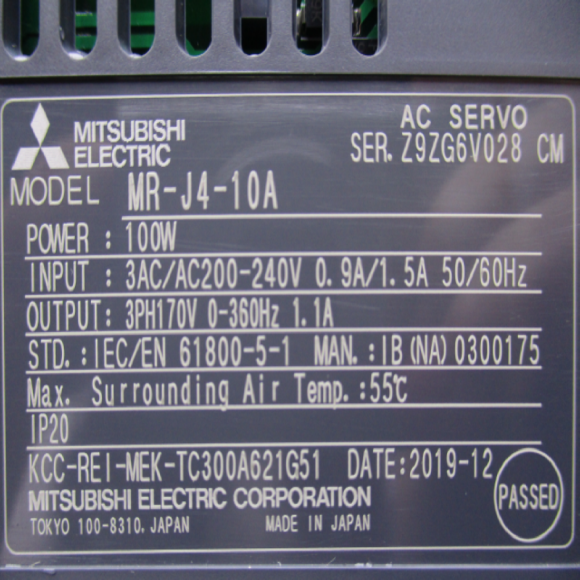 MITSUBISHI
ELECTRIC
AC SERVO
SER. Z9ZG6V028 CM
MODEL MR-J4-10A
POWER : 100W
INPUT : 3AC/AC200-240V 0.9A/1.5A 50/60Hz
OUTPUT: 3PH170V 0-360Hz 1.1A
STD.: IEC/EN 61800-5-1 MAN.: IB(NA)0300175
Max. Surrounding Air Temp.:55℃
IP20
KCC-REI-MEK-TC300A621G51 DATE:2019-12
MITSUBISHI ELECTRIC CORPORATION
PASSED
TOKYO 100-8310, JAPAN MADE IN JAPAN